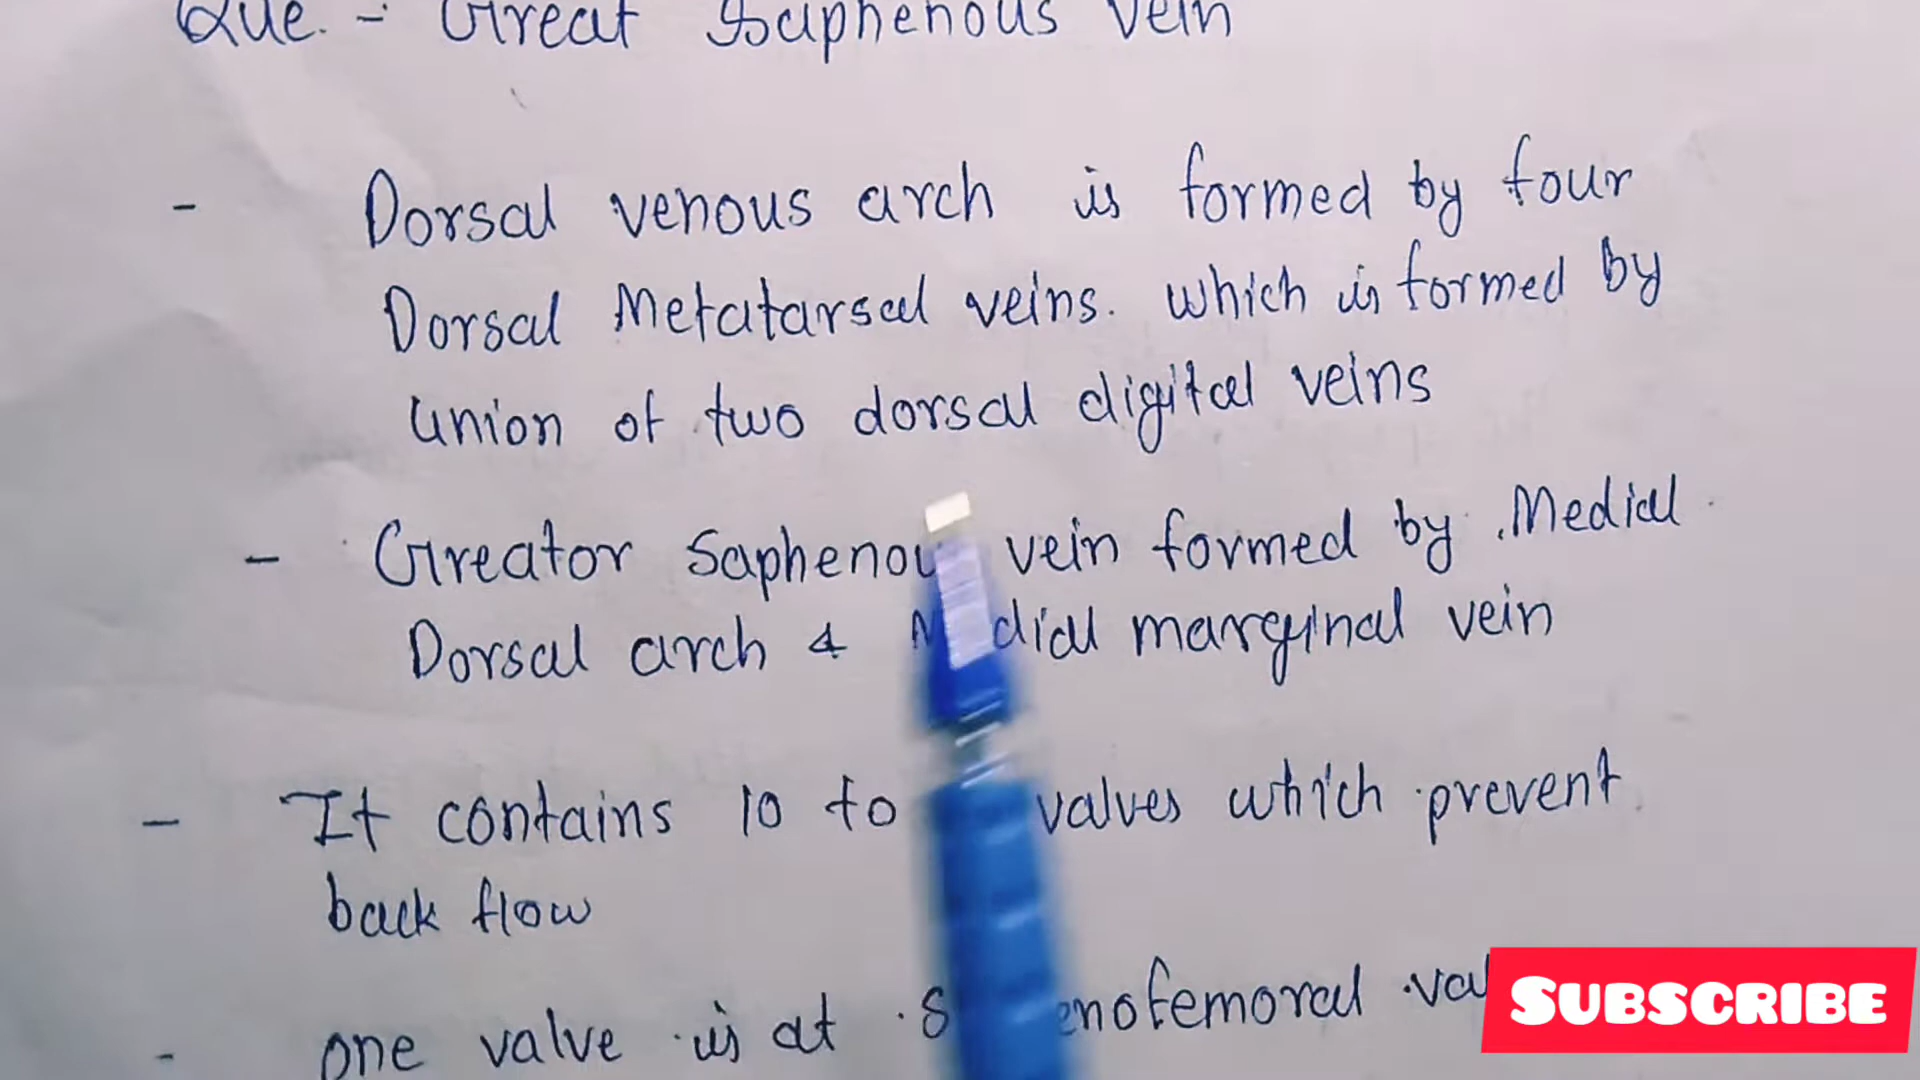 Que. - Great Saphenous Vein
- Dorsal venous arch is formed by four
Dorsal Metatarsal veins. which is formed by
union of two dorsal digital veins
- Greator Saphenou vein formed by Medial
Dorsal arch & Medial marginal vein
- It contains 10 to valves which prevent
back flow
- one valve is at enofemoral
SUBSCRIBE